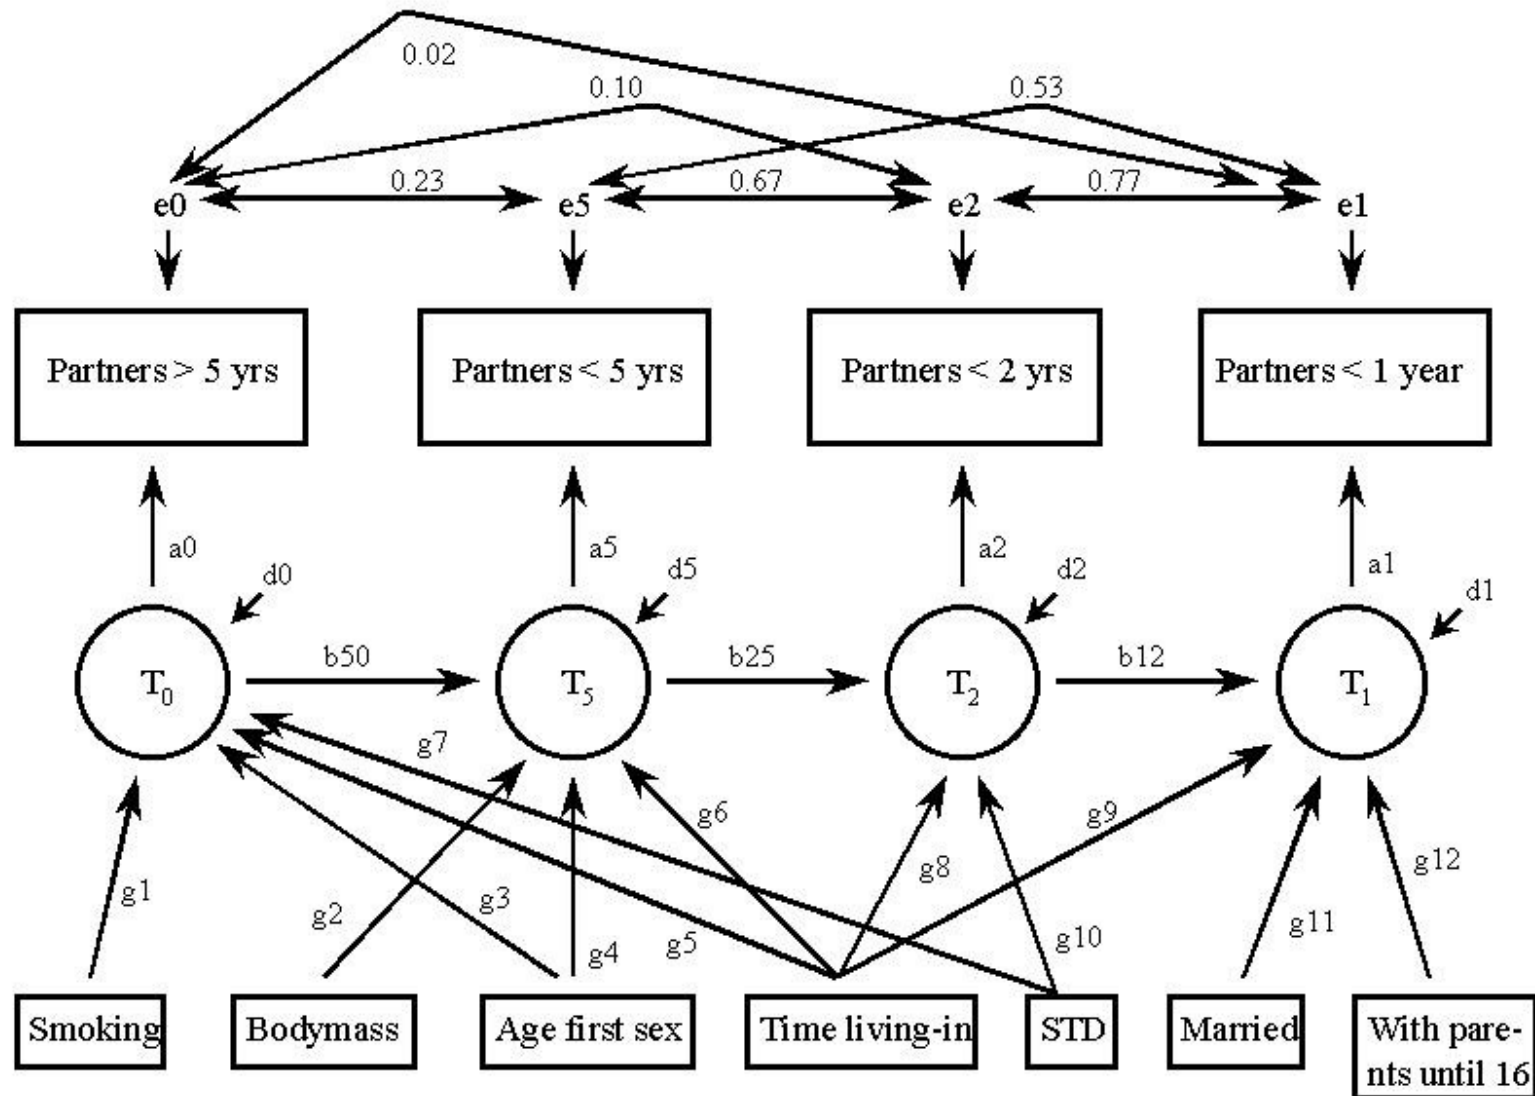 0.02
0.10
0.53
0.23
0.67
0.77
e0
e5
e2
e1
Partners > 5 yrs
Partners < 5 yrs
Partners < 2 yrs
Partners < 1 year
a0
a5
a2
a1
d0
d5
d2
d1
T0
b50
T5
b25
T2
b12
T1
g7
g6
g9
g1
g2
g3
g4
g5
g8
g10
g11
g12
Smoking
Bodymass
Age first sex
Time living-in
STD
Married
With pare-
nts until 16